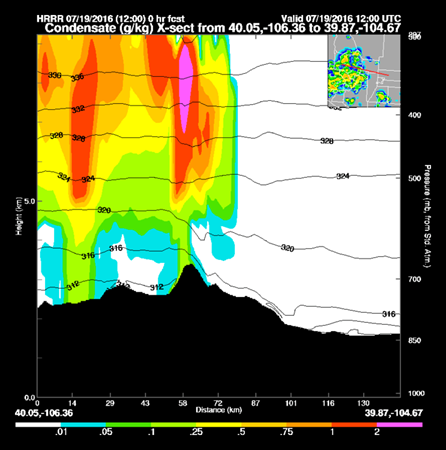 HRRR 07/19/2016 (12:00) 0 hr fcst Valid 07/19/2016 12:00 UTC
Condensate (g/kg) X-sect from 40.05,-106.36 to 39.87,-104.67
336 336
400
332 332
328 328 328
324 324 324
500
5.0
320
320
316 316
700
312 312
316
850
0.0
1000
Height (km)
Pressure (mb, from Std. Atm.)
0 14 29 43 58 72 87 101 116 130
40.05,-106.36 Distance (km) 39.87,-104.67
.01 .05 .1 .25 .5 .75 1 2